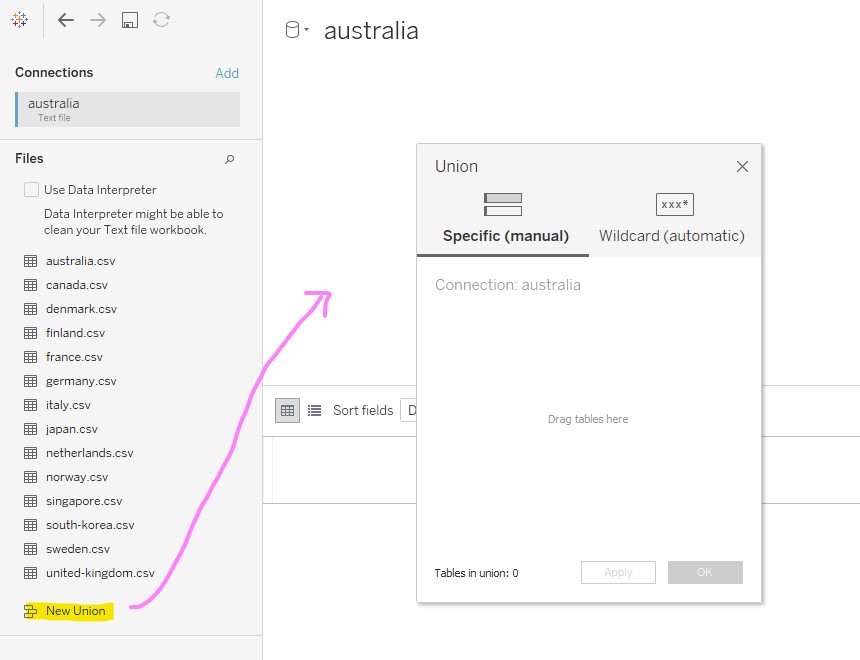 australia
Connections
Add
australia
Text file
Files
Use Data Interpreter
Data Interpreter might be able to
clean your Text file workbook.
australia.csv
canada.csv
denmark.csv
finland.csv
france.csv
germany.csv
italy.csv
japan.csv
netherlands.csv
norway.csv
singapore.csv
south-korea.csv
sweden.csv
united-kingdom.csv
New Union
Union
xxx*
Specific (manual)
Wildcard (automatic)
Connection: australia
Sort fields
D
Drag tables here
Tables in union: 0
Apply
OK